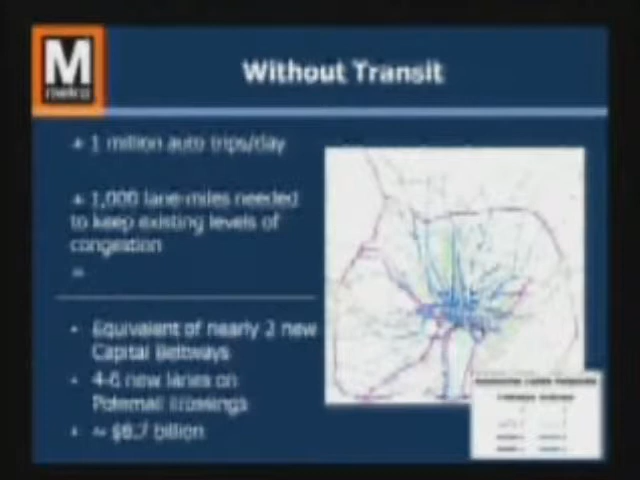 M
metro
Without Transit
+ 1 million auto trips/day
+ 1,000 lane-miles needed
to keep existing levels of
congestion
=
• Equivalent of nearly 2 new
Capital Beltways
• 4-6 new lanes on
Potomac crossings
• ~ $6.7 billion